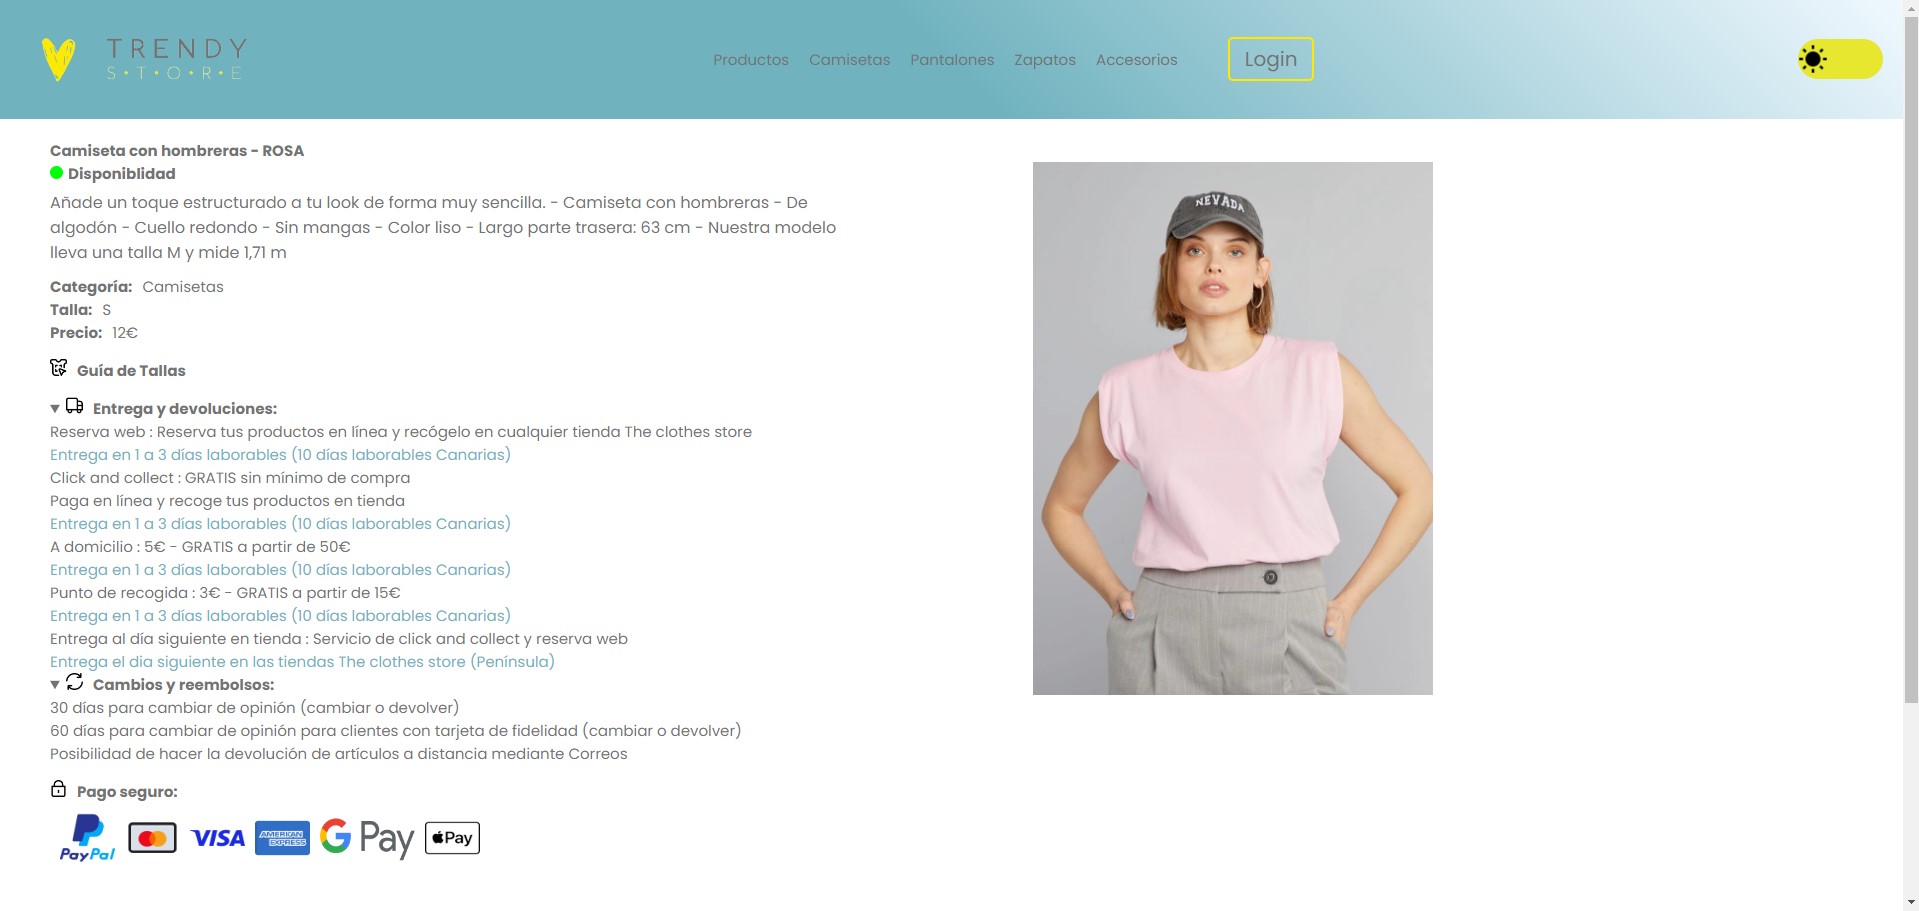 TRENDY
S·T·O·R·E
Productos
Camisetas
Pantalones
Zapatos
Accesorios
Login
Camiseta con hombreras - ROSA
Disponiblidad
Añade un toque estructurado a tu look de forma muy sencilla. - Camiseta con hombreras - De
algodón - Cuello redondo - Sin mangas - Color liso - Largo parte trasera: 63 cm - Nuestra modelo
lleva una talla M y mide 1,71 m
Categoría: Camisetas
Talla: S
Precio: 12€
Guía de Tallas
Entrega y devoluciones:
Reserva web : Reserva tus productos en línea y recógelo en cualquier tienda The clothes store
Entrega en 1 a 3 días laborables (10 días laborables Canarias)
Click and collect : GRATIS sin mínimo de compra
Paga en línea y recoge tus productos en tienda
Entrega en 1 a 3 días laborables (10 días laborables Canarias)
A domicilio : 5€ - GRATIS a partir de 50€
Entrega en 1 a 3 días laborables (10 días laborables Canarias)
Punto de recogida : 3€ - GRATIS a partir de 15€
Entrega en 1 a 3 días laborables (10 días laborables Canarias)
Entrega al día siguiente en tienda : Servicio de click and collect y reserva web
Entrega el dia siguiente en las tiendas The clothes store (Península)
Cambios y reembolsos:
30 días para cambiar de opinión (cambiar o devolver)
60 días para cambiar de opinión para clientes con tarjeta de fidelidad (cambiar o devolver)
Posibilidad de hacer la devolución de artículos a distancia mediante Correos
Pago seguro:
PayPal
VISA
AMERICAN
EXPRESS
G Pay
Pay
NEVADA